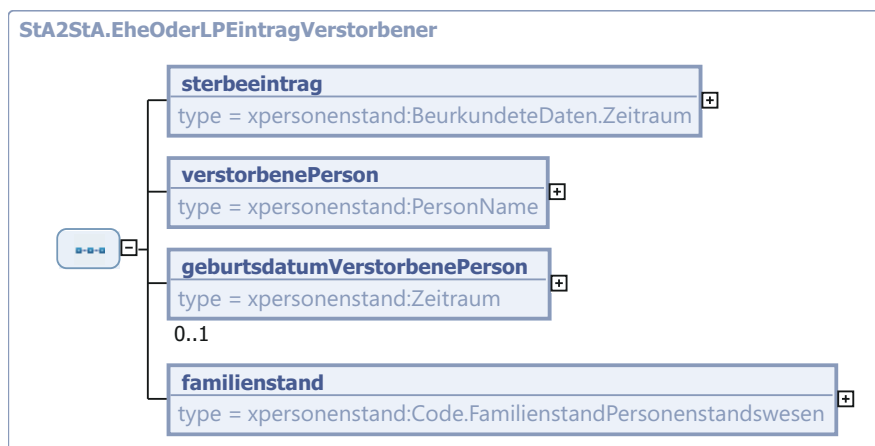 StA2StA.EheOderLPEintragVerstorbener
sterbeeintrag
type = xpersonenstand:BeurkundeteDaten.Zeitraum
verstorbenePerson
type = xpersonenstand:PersonName
geburtsdatumVerstorbenePerson
type = xpersonenstand:Zeitraum
0..1
familienstand
type = xpersonenstand:Code.FamilienstandPersonenstandswesen